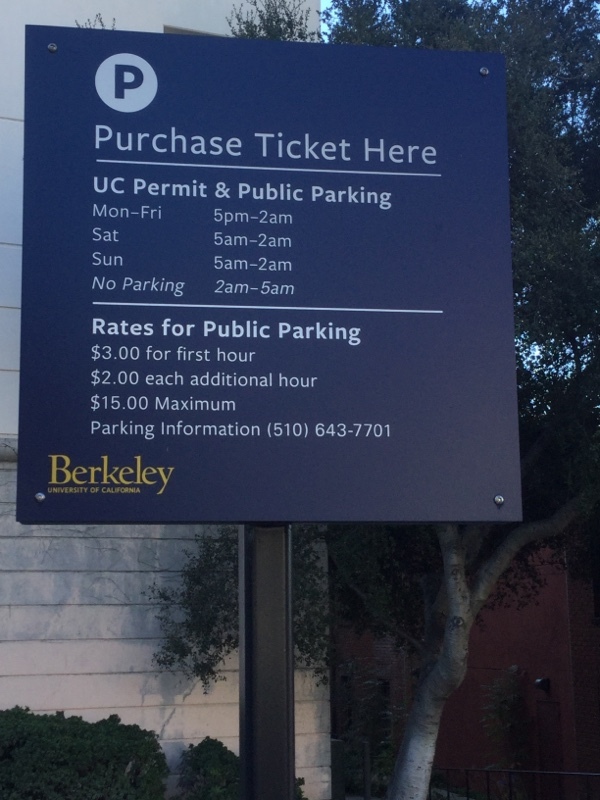 P
Purchase Ticket Here
UC Permit & Public Parking
Mon–Fri 5pm–2am
Sat 5am–2am
Sun 5am–2am
No Parking 2am–5am
Rates for Public Parking
$3.00 for first hour
$2.00 each additional hour
$15.00 Maximum
Parking Information (510) 643-7701
Berkeley
UNIVERSITY OF CALIFORNIA